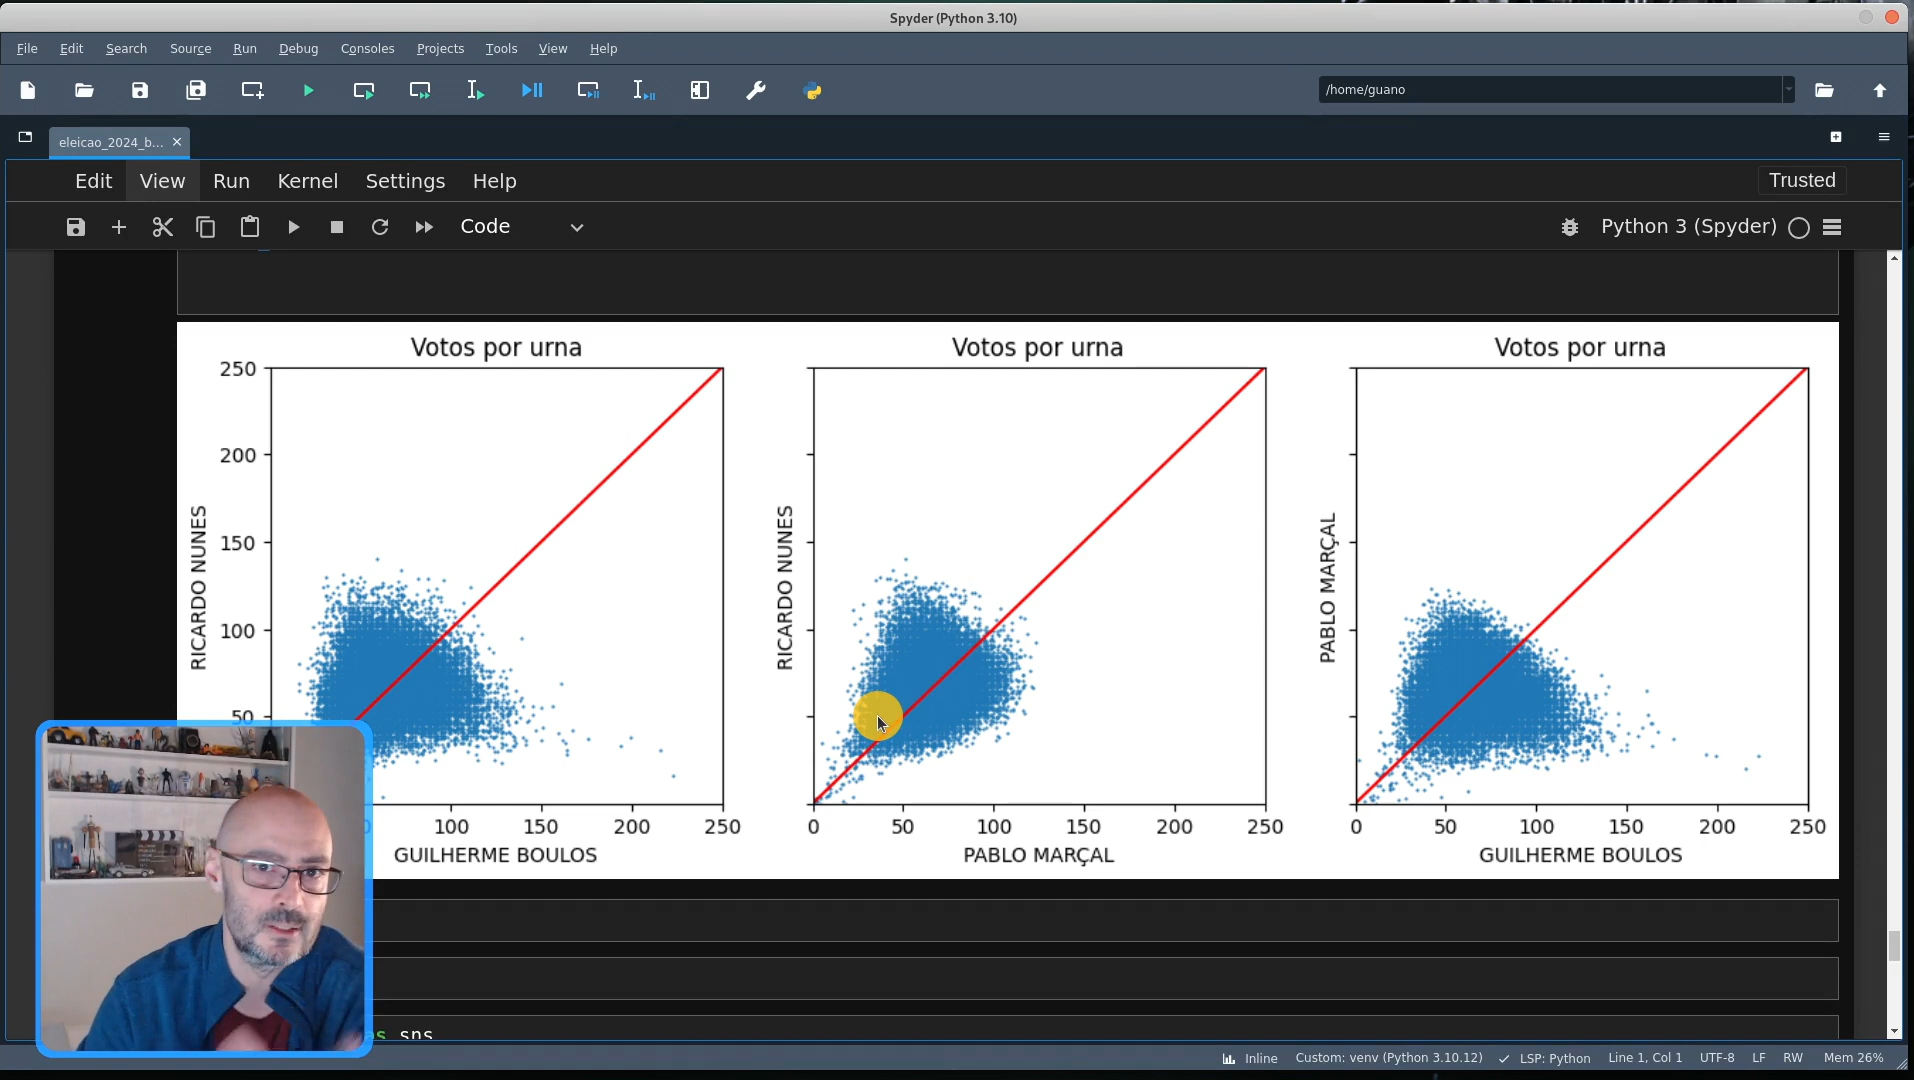 Spyder (Python 3.10)
File Edit Search Source Run Debug Consoles Projects Tools View Help
/home/guano
eleicao_2024_b...
Edit View Run Kernel Settings Help
Trusted
Code
Python 3 (Spyder)
Votos por urna
Votos por urna
Votos por urna
250
200
150
100
50
RICARDO NUNES
RICARDO NUNES
PABLO MARÇAL
100 150 200 250
0 50 100 150 200 250
0 50 100 150 200 250
GUILHERME BOULOS
PABLO MARÇAL
GUILHERME BOULOS
as sns
Inline Custom: venv (Python 3.10.12) LSP: Python Line 1, Col 1 UTF-8 LF RW Mem 26%